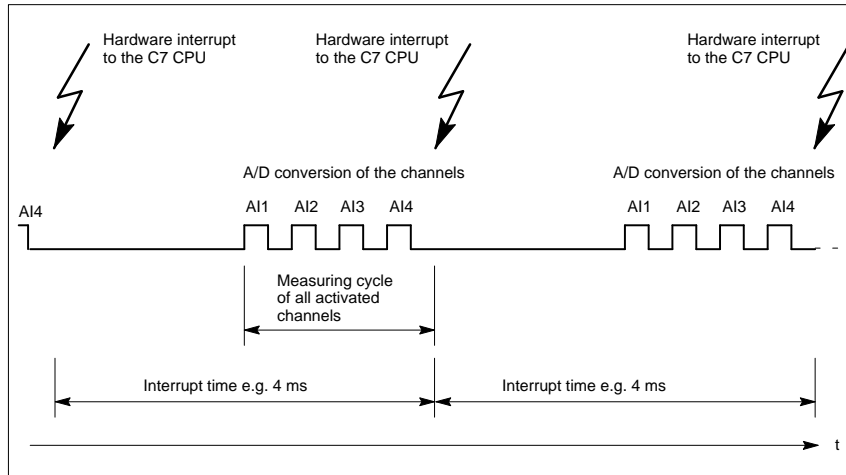 Hardware interrupt
to the C7 CPU
Hardware interrupt
to the C7 CPU
Hardware interrupt
to the C7 CPU
A/D conversion of the channels
A/D conversion of the channels
AI4
AI1
AI2
AI3
AI4
AI1
AI2
AI3
AI4
Measuring cycle
of all activated
channels
Interrupt time e.g. 4 ms
Interrupt time e.g. 4 ms
t